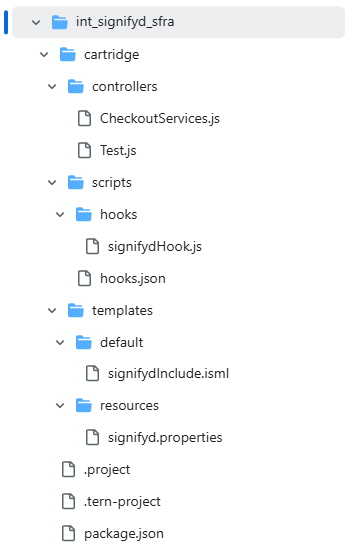 int_signifyd_sfra
cartridge
controllers
CheckoutServices.js
Test.js
scripts
hooks
signifydHook.js
hooks.json
templates
default
signifydInclude.isml
resources
signifyd.properties
.project
.tern-project
package.json